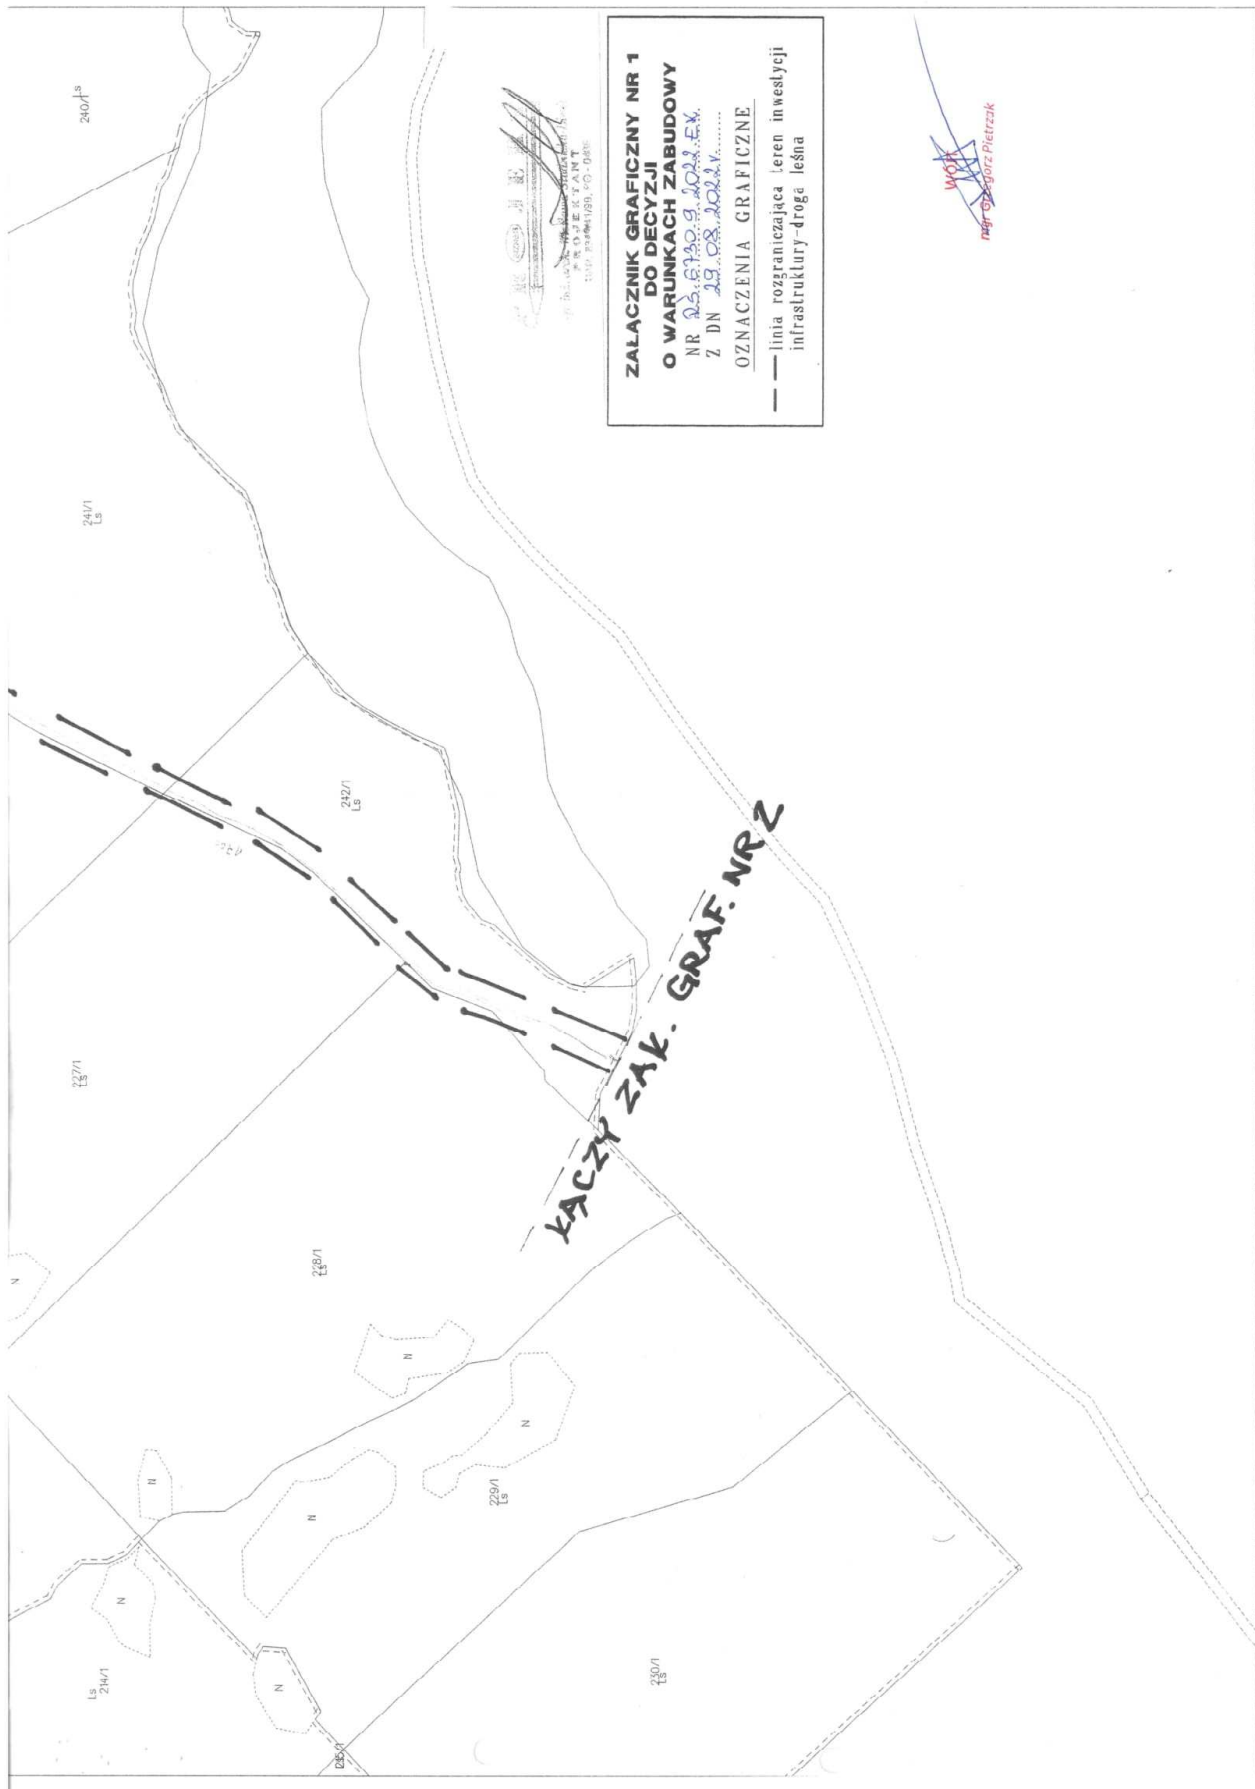 ZAŁĄCZNIK GRAFICZNY NR 1
DO DECYZJI
O WARUNKACH ZABUDOWY
NR RŚ.6730.9.2022.EK.
Z DN 29.08.2022r.
OZNACZENIA GRAFICZNE
linia rozgraniczająca teren inwestycji
infrastruktury-droga leśna
PROJEKTANT
WÓJT
mgr Grzegorz Pietrzak
ŁĄCZY ZAŁ. GRAF. NR 2
240/1
Ls
241/1
Ls
242/1
Ls
227/1
Ls
228/1
Ls
229/1
Ls
230/1
Ls
Ls
214/1
N
N
N
N
N
N
N